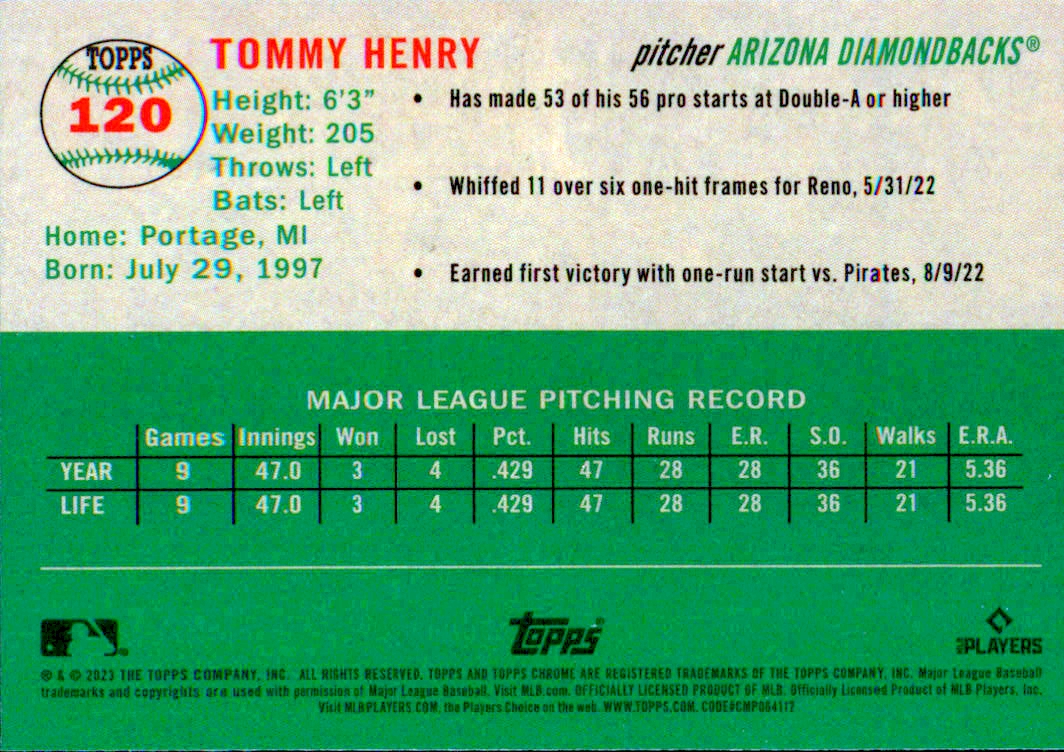 TOPPS
120
TOMMY HENRY
pitcher ARIZONA DIAMONDBACKS®
Height: 6'3"
Weight: 205
Throws: Left
Bats: Left
Home: Portage, MI
Born: July 29, 1997
• Has made 53 of his 56 pro starts at Double-A or higher
• Whiffed 11 over six one-hit frames for Reno, 5/31/22
• Earned first victory with one-run start vs. Pirates, 8/9/22
MAJOR LEAGUE PITCHING RECORD
Games Innings Won Lost Pct. Hits Runs E.R. S.O. Walks E.R.A.
YEAR 9 47.0 3 4 .429 47 28 28 36 21 5.36
LIFE 9 47.0 3 4 .429 47 28 28 36 21 5.36
topps
PLAYERS
® & © 2023 THE TOPPS COMPANY, INC. ALL RIGHTS RESERVED. TOPPS AND TOPPS CHROME ARE REGISTERED TRADEMARKS OF THE TOPPS COMPANY, INC. Major League Baseball
trademarks and copyrights are used with permission of Major League Baseball. Visit MLB.com. OFFICIALLY LICENSED PRODUCT OF MLB. Officially Licensed Product of MLB Players, Inc.
Visit MLBPLAYERS.COM, the Players Choice on the web. WWW.TOPPS.COM. CODE#CMP064117